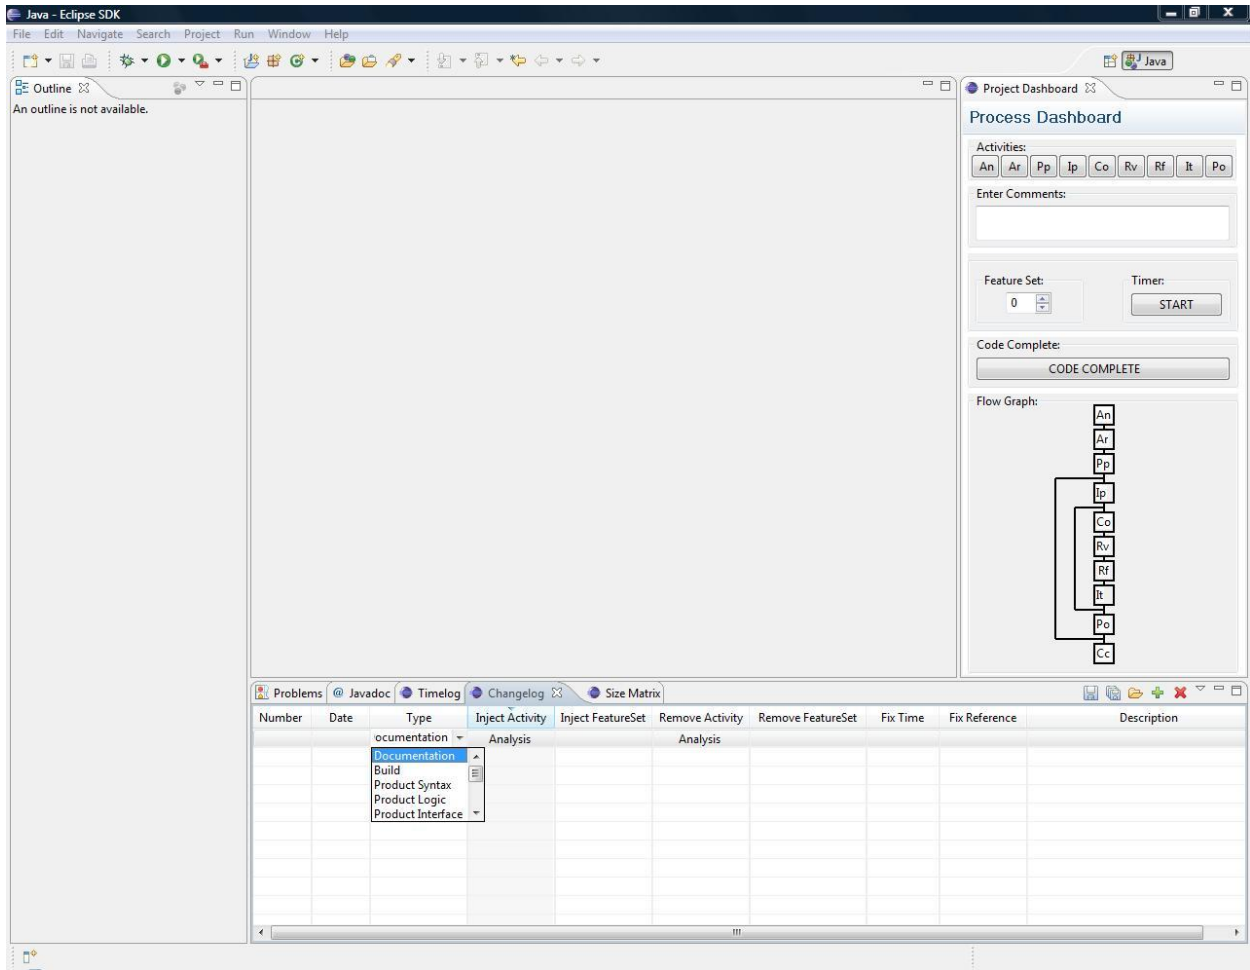 Java - Eclipse SDK
File Edit Navigate Search Project Run Window Help
Java
Outline
An outline is not available.
Project Dashboard
Process Dashboard
Activities:
An Ar Pp Ip Co Rv Rf It Po
Enter Comments:
Feature Set: Timer:
0 START
Code Complete:
CODE COMPLETE
Flow Graph:
An
Ar
Pp
Ip
Co
Rv
Rf
It
Po
Cc
Problems @ Javadoc Timelog Changelog Size Matrix
Number Date Type Inject Activity Inject FeatureSet Remove Activity Remove FeatureSet Fix Time Fix Reference Description
ocumentation Analysis Analysis
Documentation
Build
Product Syntax
Product Logic
Product Interface